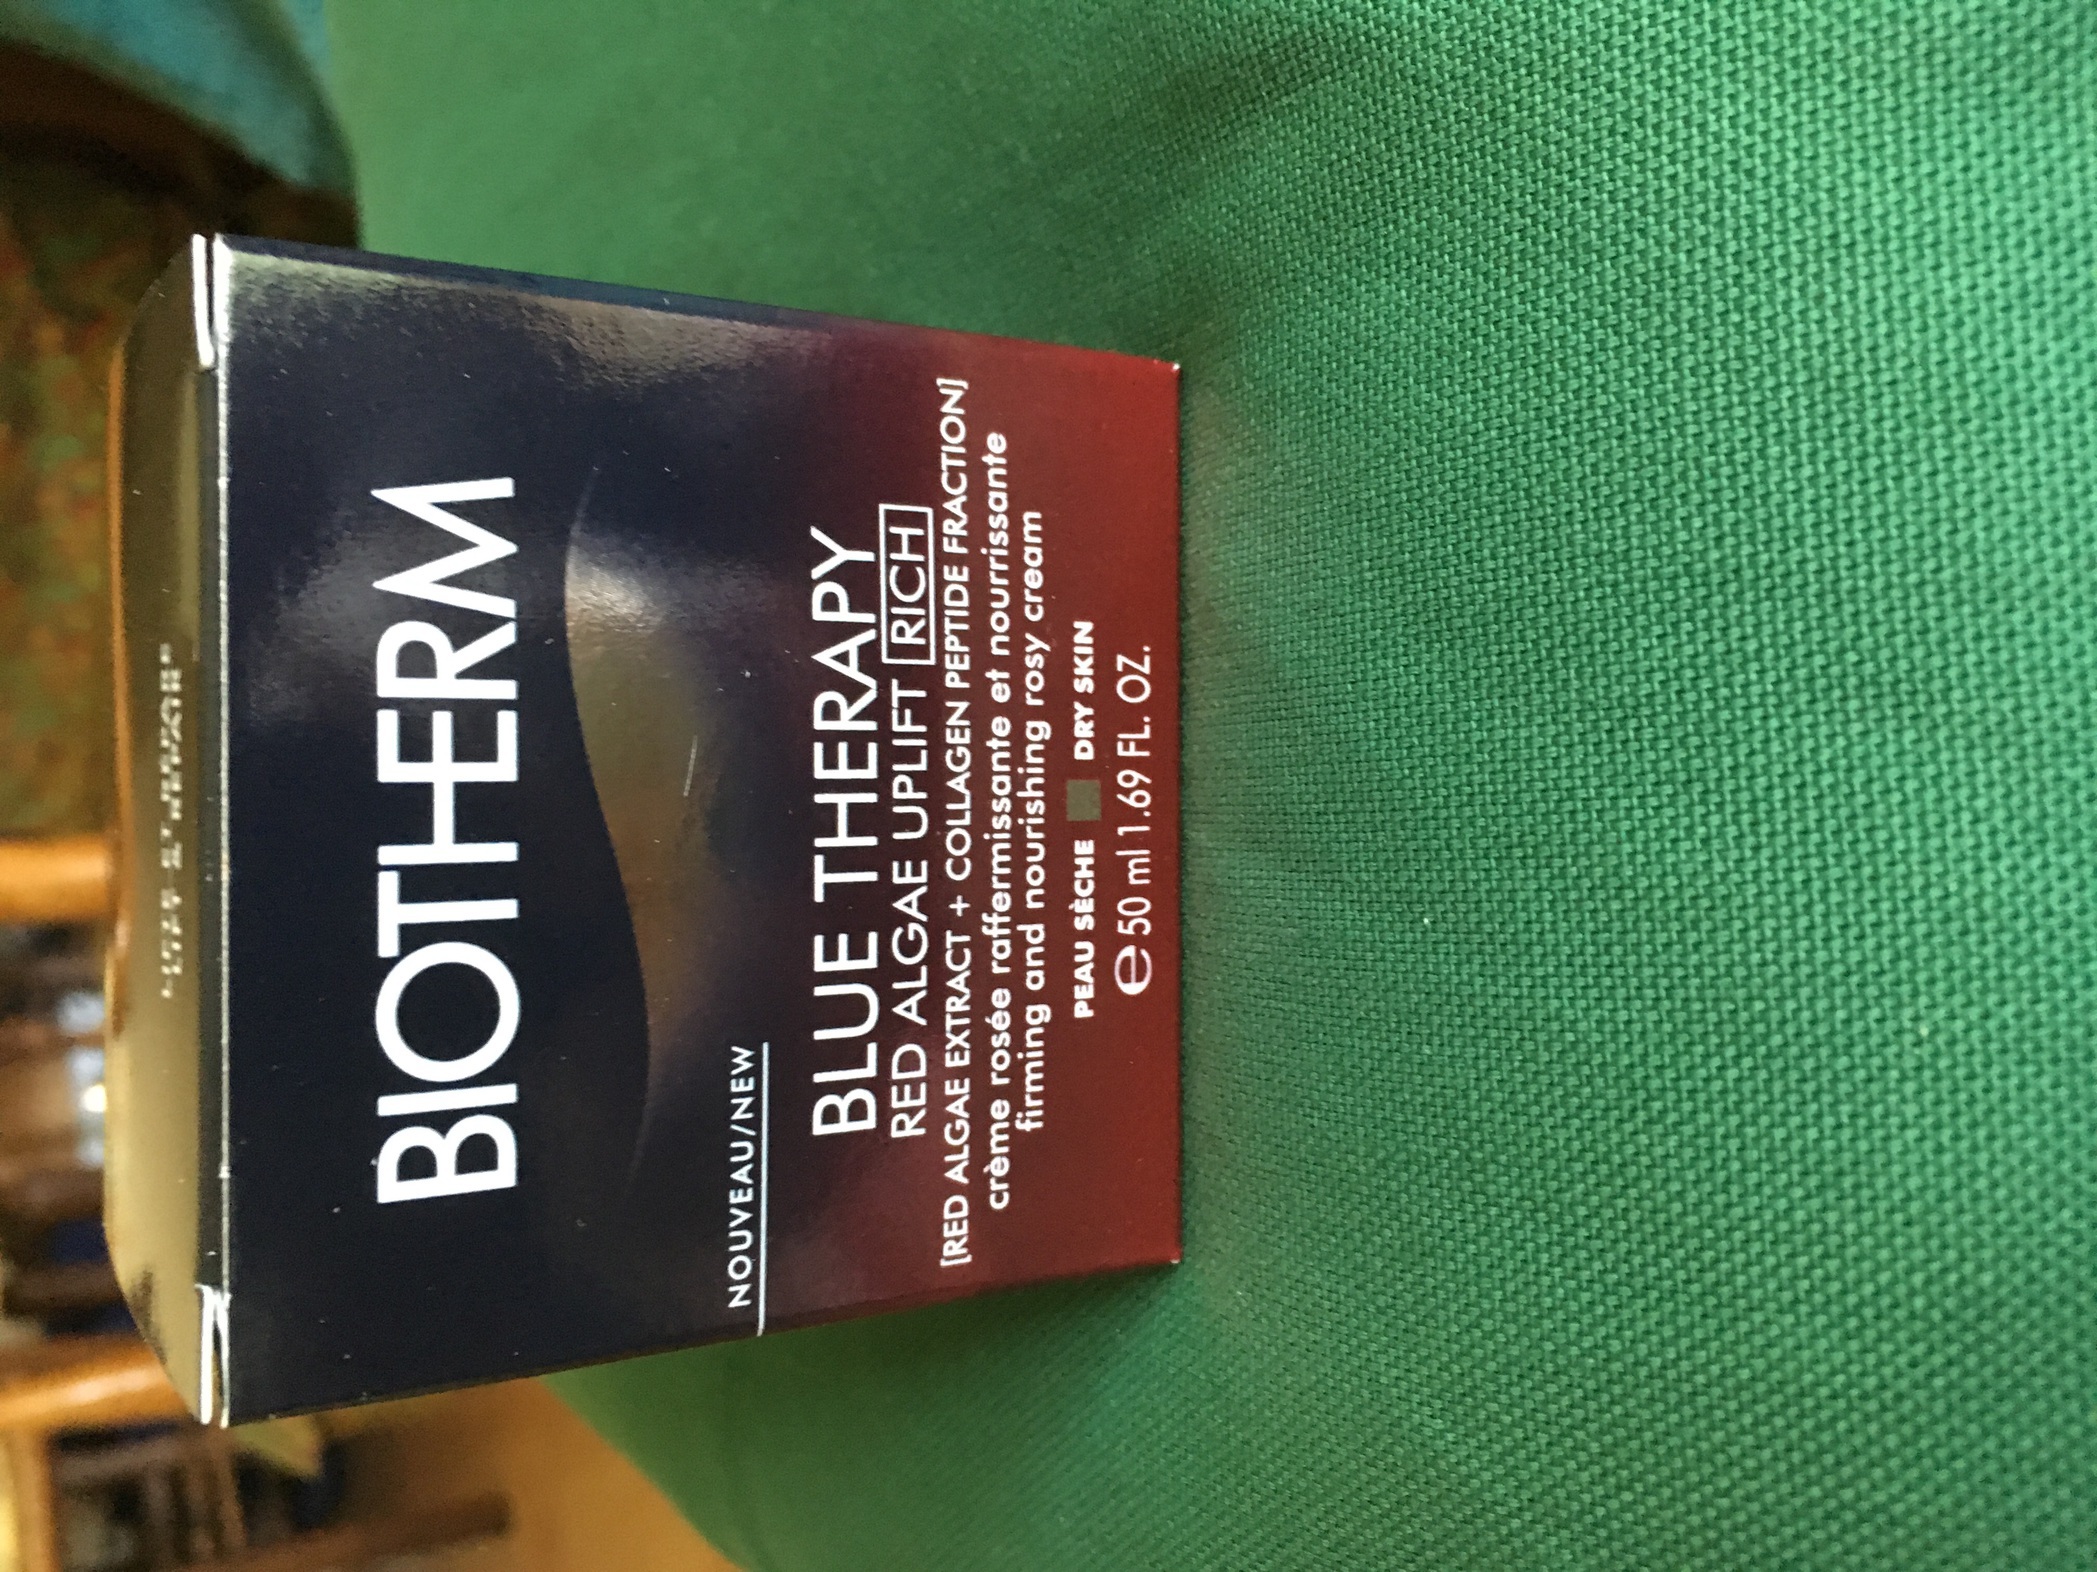 BIOTHERM
NOUVEAU/NEW
BLUE THERAPY
RED ALGAE UPLIFT RICH
[RED ALGAE EXTRACT + COLLAGEN PEPTIDE FRACTION]
crème rosée raffermissante et nourrissante
firming and nourishing rosy cream
PEAU SÈCHE DRY SKIN
℮ 50 ml 1.69 FL. OZ.